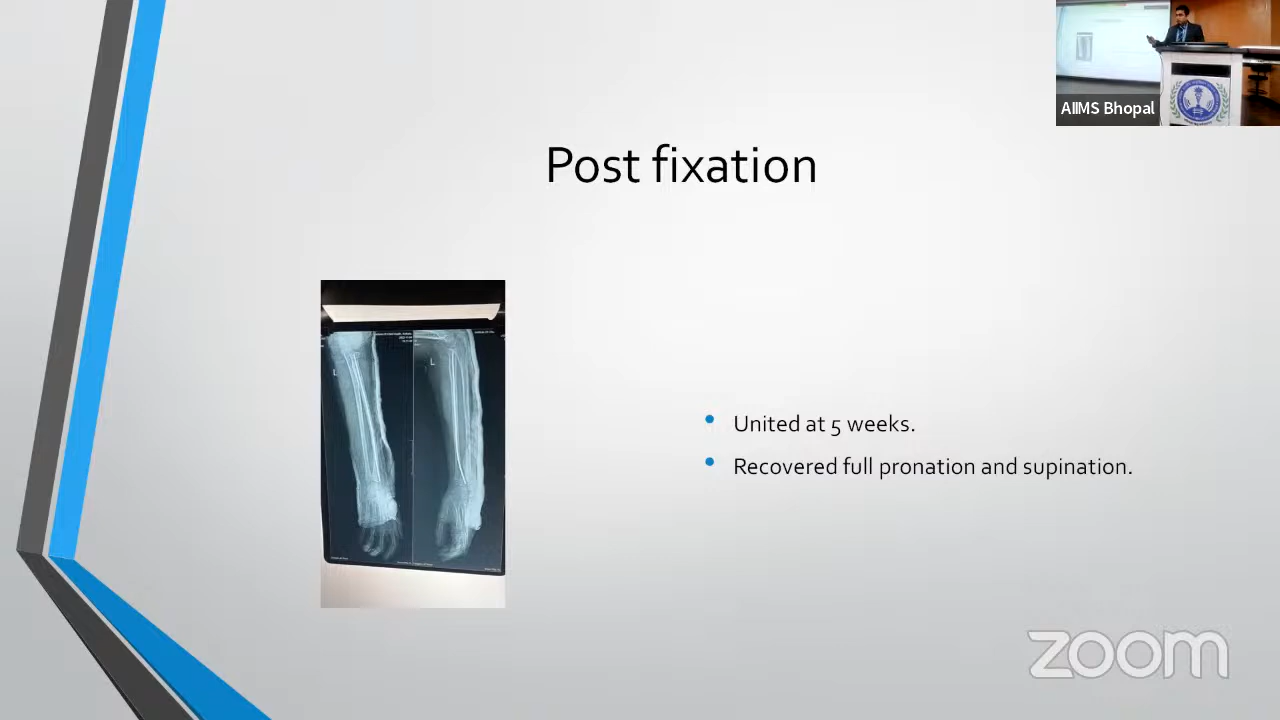 AIIMS Bhopal
Post fixation
L
L
United at 5 weeks.
Recovered full pronation and supination.
zoom